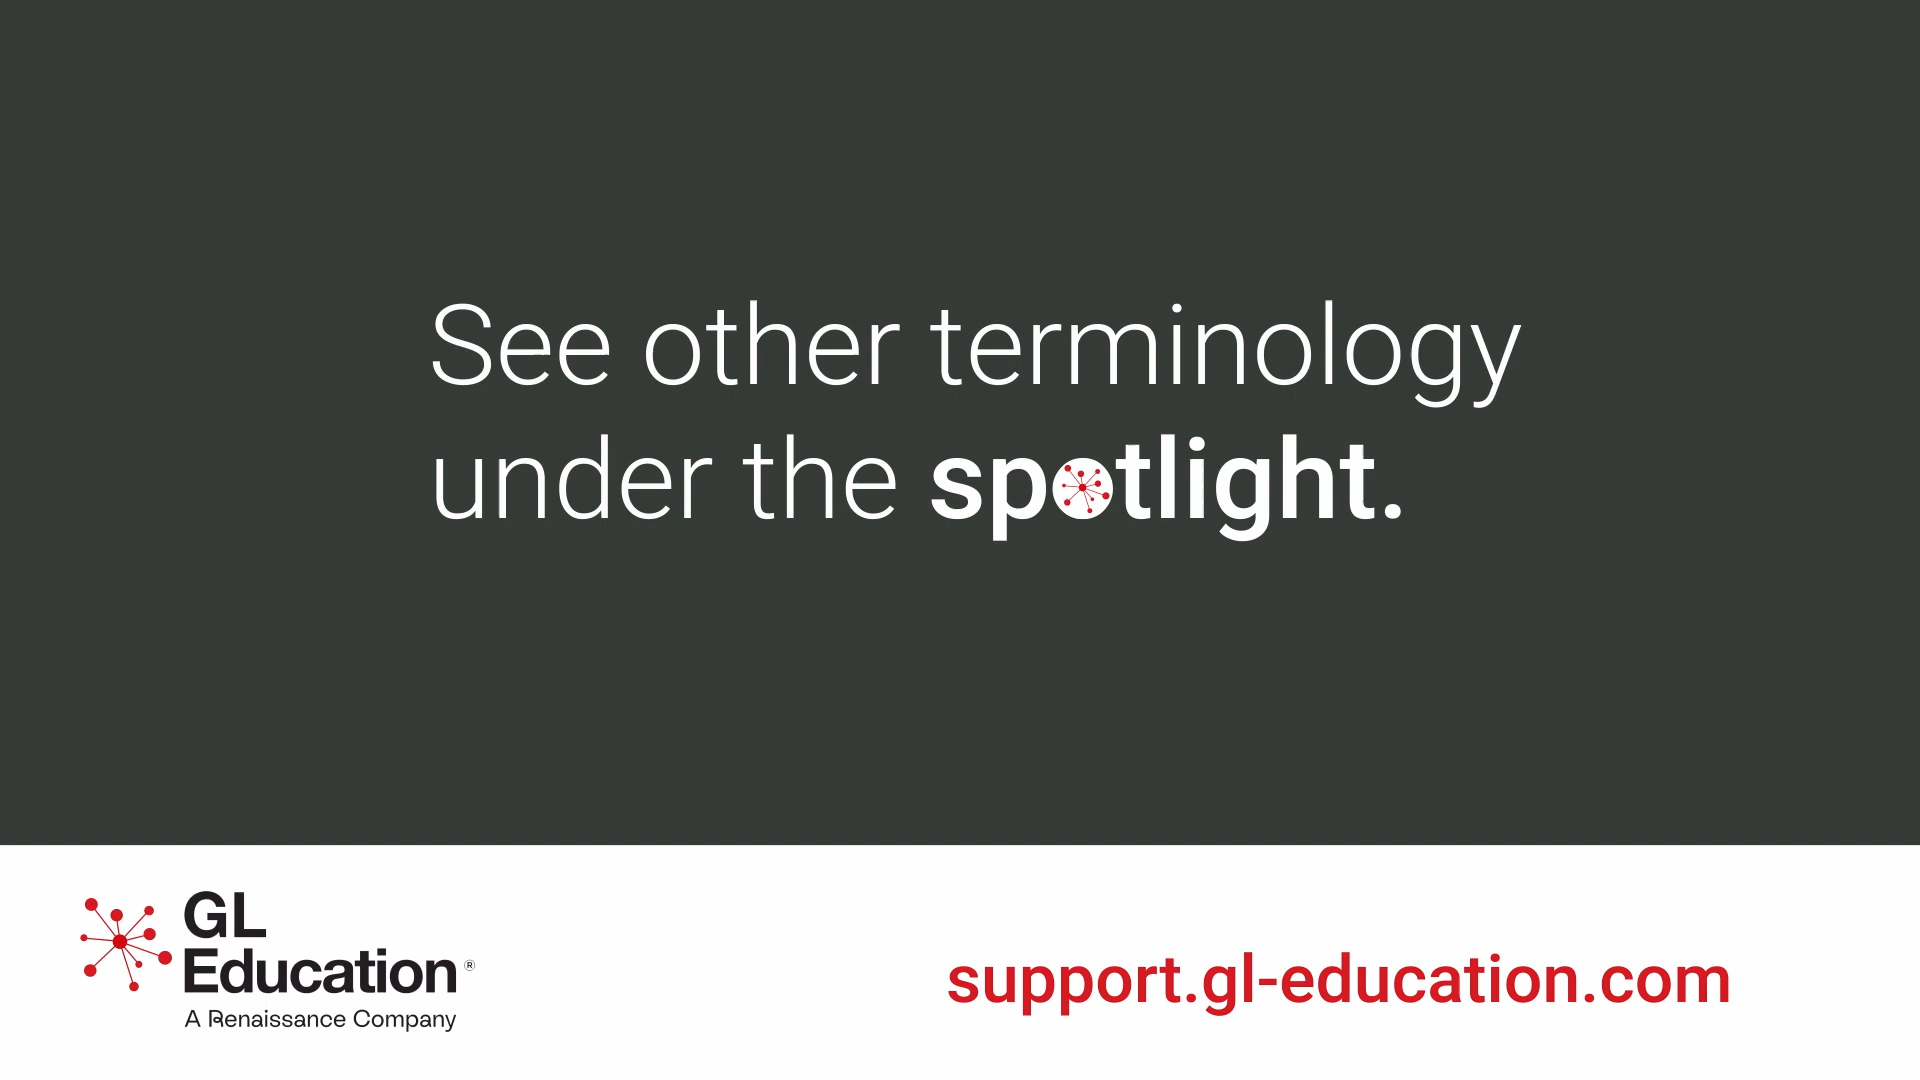 See other terminology
under the spotlight.
GL
Education ®
A Renaissance Company
support.gl-education.com